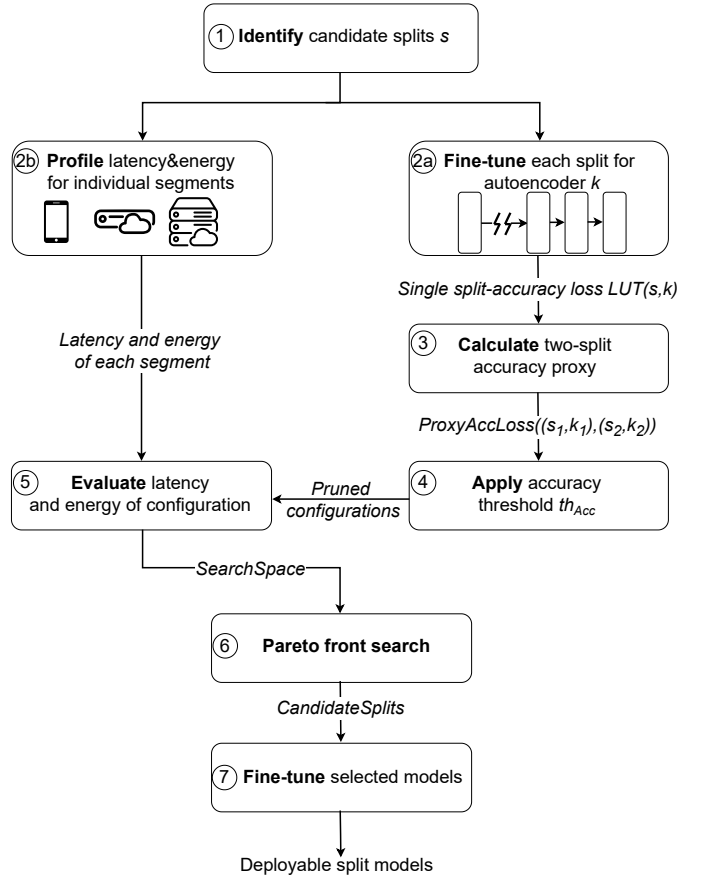 1 Identify candidate splits s
2b Profile latency&energy
for individual segments
2a Fine-tune each split for
autoencoder k
Single split-accuracy loss LUT(s,k)
Latency and energy
of each segment
3 Calculate two-split
accuracy proxy
ProxyAccLoss((s1,k1),(s2,k2))
5 Evaluate latency
and energy of configuration
Pruned
configurations
4 Apply accuracy
threshold thAcc
SearchSpace
6 Pareto front search
CandidateSplits
7 Fine-tune selected models
Deployable split models